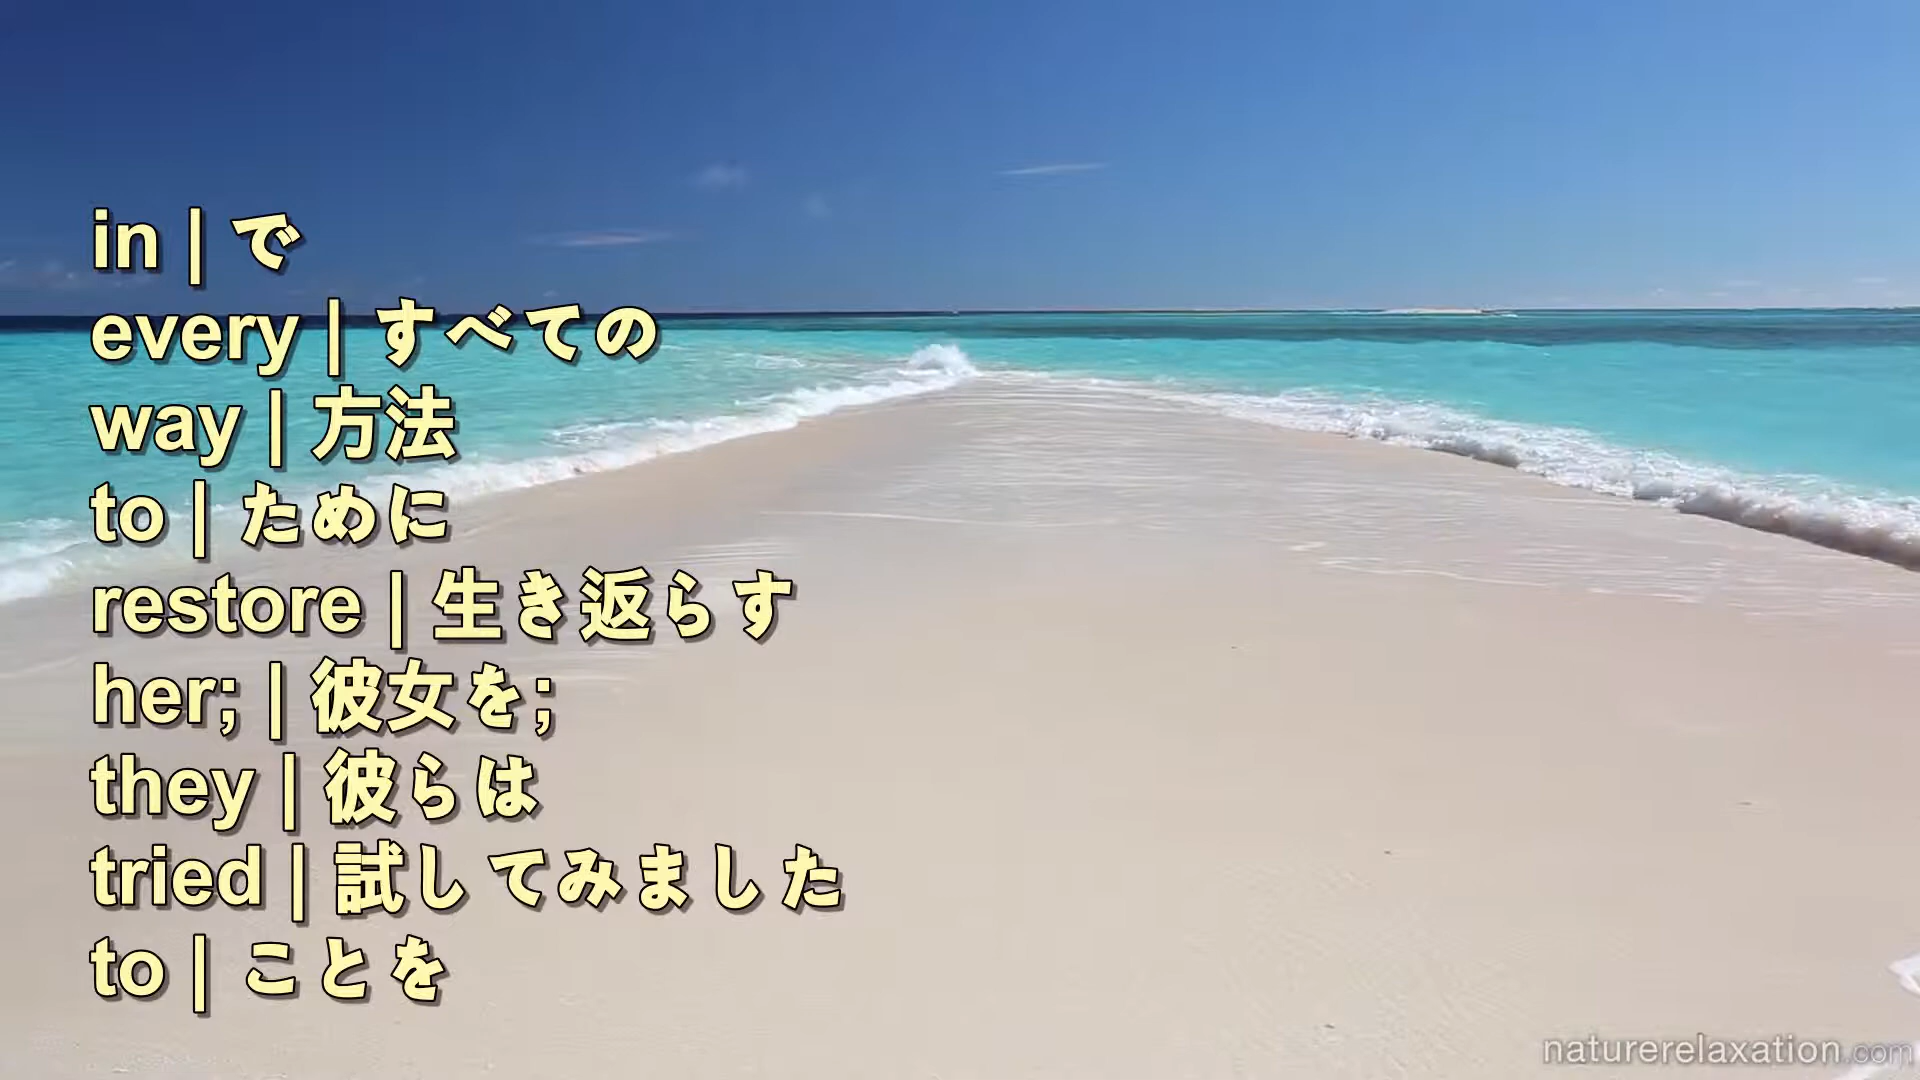 in | で
every | すべての
way | 方法
to | ために
restore | 生き返らす
her; | 彼女を;
they | 彼らは
tried | 試してみました
to | ことを
naturerelaxation.com